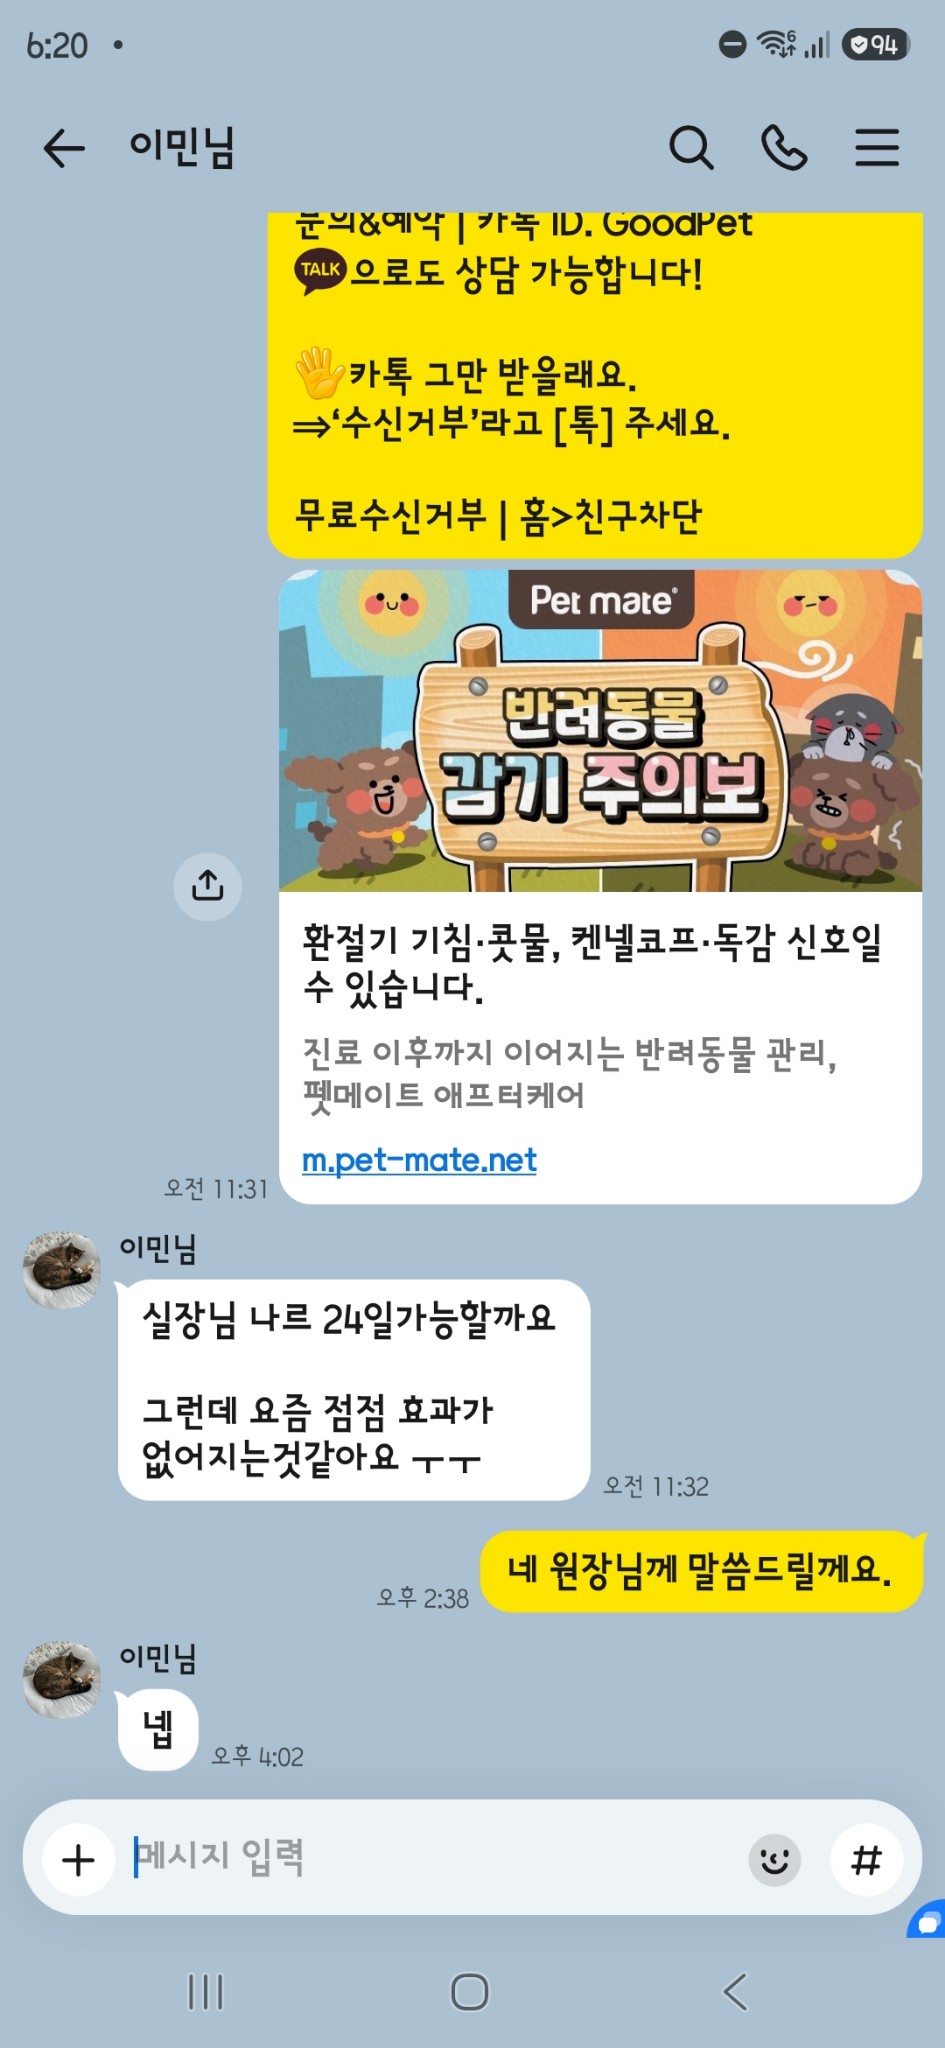 6:20
6
94
이민님
문의&예약 | 카톡 ID. GoodPet
TALK 으로도 상담 가능합니다!
🖐카톡 그만 받을래요.
⇒‘수신거부’라고 [톡] 주세요.
무료수신거부 | 홈>친구차단
Pet mate®
반려동물
감기 주의보
환절기 기침·콧물, 켄넬코프·독감 신호일
수 있습니다.
진료 이후까지 이어지는 반려동물 관리,
펫메이트 애프터케어
m.pet-mate.net
오전 11:31
이민님
실장님 나르 24일가능할까요
그런데 요즘 점점 효과가
없어지는것같아요 ㅜㅜ
오전 11:32
네 원장님께 말씀드릴께요.
오후 2:38
이민님
넵
오후 4:02
메시지 입력
#